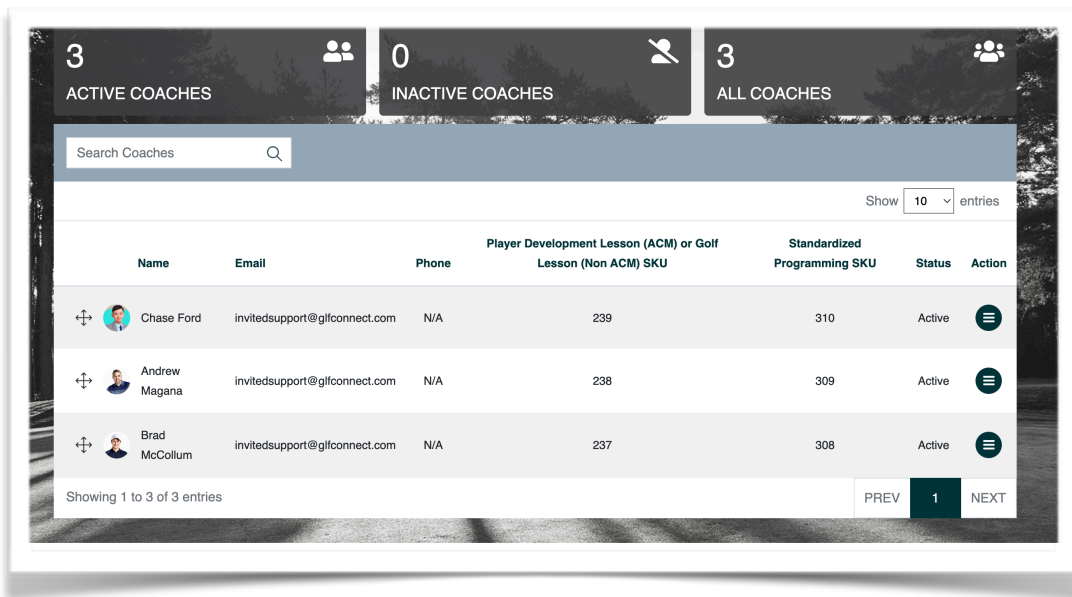 3
0
3
ACTIVE COACHES
INACTIVE COACHES
ALL COACHES
Search Coaches
Show 10 entries
Name Email Phone Player Development Lesson (ACM) or Golf Lesson (Non ACM) SKU Standardized Programming SKU Status Action
Chase Ford invitedsupport@glfconnect.com N/A 239 310 Active
Andrew Magana invitedsupport@glfconnect.com N/A 238 309 Active
Brad McCollum invitedsupport@glfconnect.com N/A 237 308 Active
Showing 1 to 3 of 3 entries
PREV 1 NEXT